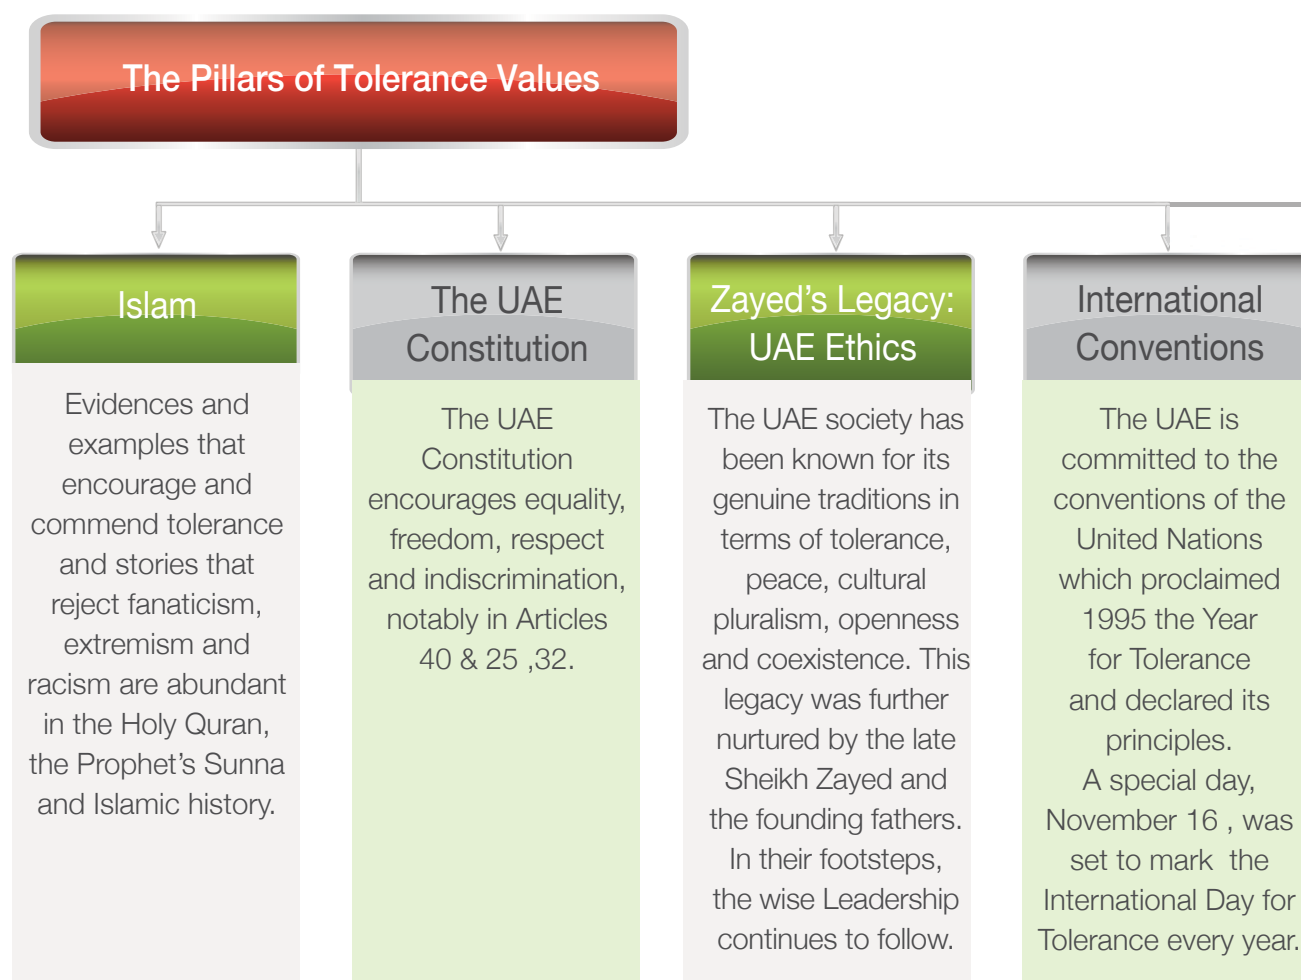 The Pillars of Tolerance Values
Islam
Evidences and
examples that
encourage and
commend tolerance
and stories that
reject fanaticism,
extremism and
racism are abundant
in the Holy Quran,
the Prophet’s Sunna
and Islamic history.
The UAE
Constitution
The UAE
Constitution
encourages equality,
freedom, respect
and indiscrimination,
notably in Articles
40 & 25 ,32.
Zayed’s Legacy:
UAE Ethics
The UAE society has
been known for its
genuine traditions in
terms of tolerance,
peace, cultural
pluralism, openness
and coexistence. This
legacy was further
nurtured by the late
Sheikh Zayed and
the founding fathers.
In their footsteps,
the wise Leadership
continues to follow.
International
Conventions
The UAE is
committed to the
conventions of the
United Nations
which proclaimed
1995 the Year
for Tolerance
and declared its
principles.
A special day,
November 16 , was
set to mark  the
International Day for
Tolerance every year.